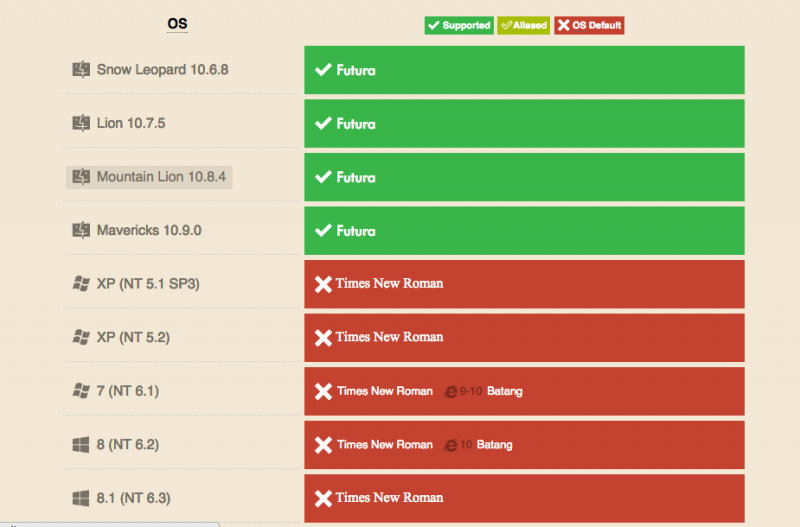 OS Supported Aliased OS Default
Snow Leopard 10.6.8 Futura
Lion 10.7.5 Futura
Mountain Lion 10.8.4 Futura
Mavericks 10.9.0 Futura
XP (NT 5.1 SP3) Times New Roman
XP (NT 5.2) Times New Roman
7 (NT 6.1) Times New Roman 9-10 Batang
8 (NT 6.2) Times New Roman 10 Batang
8.1 (NT 6.3) Times New Roman